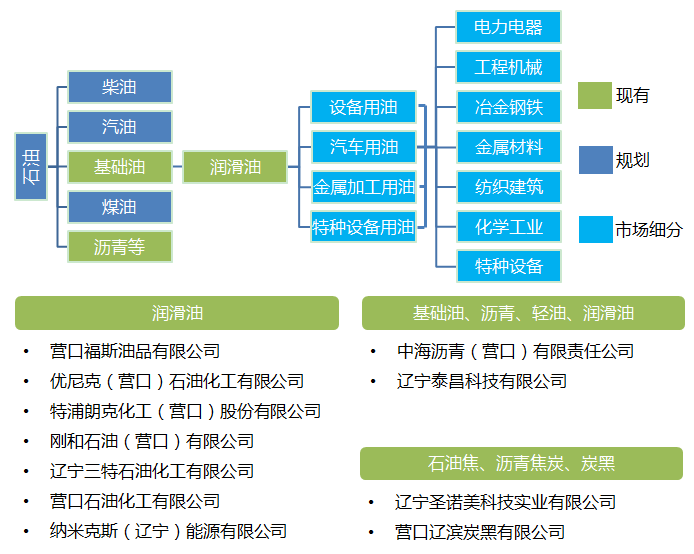 石油
柴油
汽油
基础油
煤油
沥青等
润滑油
设备用油
汽车用油
金属加工用油
特种设备用油
电力电器
工程机械
冶金钢铁
金属材料
纺织建筑
化学工业
特种设备
现有
规划
市场细分
润滑油
• 营口福斯油品有限公司
• 优尼克（营口）石油化工有限公司
• 特浦朗克化工（营口）股份有限公司
• 刚和石油（营口）有限公司
• 辽宁三特石油化工有限公司
• 营口石油化工有限公司
• 纳米克斯（辽宁）能源有限公司
基础油、沥青、轻油、润滑油
• 中海沥青（营口）有限责任公司
• 辽宁泰昌科技有限公司
石油焦、沥青焦炭、炭黑
• 辽宁圣诺美科技实业有限公司
• 营口辽滨炭黑有限公司